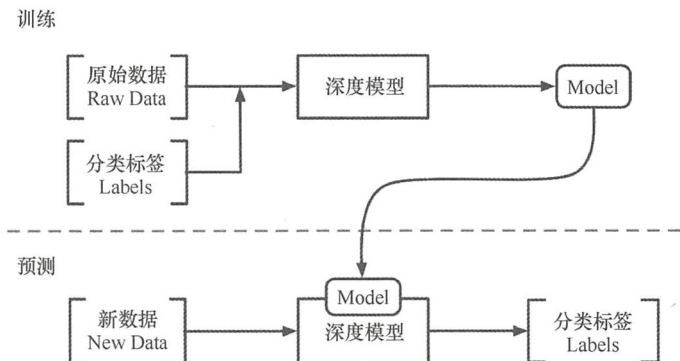 训练
原始数据
Raw Data
深度模型
Model
分类标签
Labels
预测
Model
新数据
New Data
深度模型
分类标签
Labels